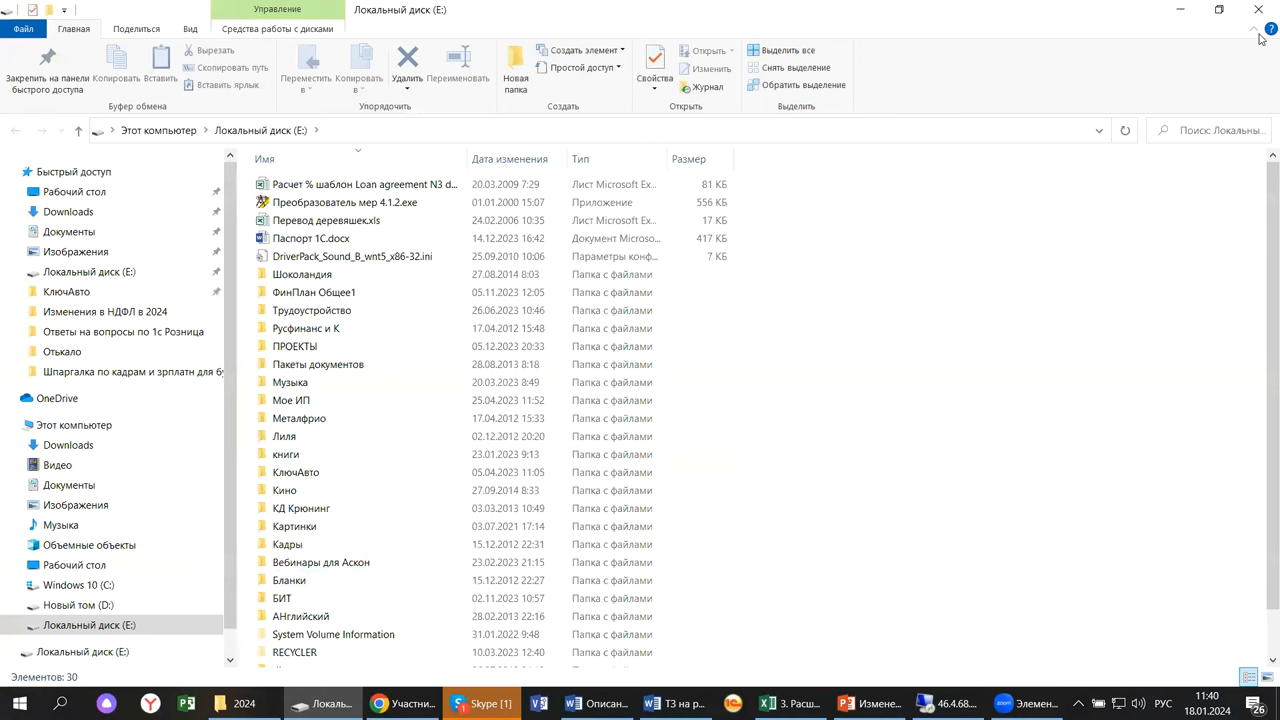 Управление
Локальный диск (E:)
Файл
Главная
Поделиться
Вид
Средства работы с дисками
Закрепить на панели быстрого доступа
Копировать
Вставить
Вырезать
Скопировать путь
Вставить ярлык
Буфер обмена
Переместить в
Копировать в
Удалить
Переименовать
Упорядочить
Новая папка
Создать элемент
Простой доступ
Создать
Свойства
Открыть
Изменить
Журнал
Открыть
Выделить все
Снять выделение
Обратить выделение
Выделить
Этот компьютер
Локальный диск (E:)
Поиск: Локальны...
Быстрый доступ
Рабочий стол
Downloads
Документы
Изображения
Локальный диск (E:)
КлючАвто
Изменения в НДФЛ в 2024
Ответы на вопросы по 1с Розница
Отькало
Шпаргалка по кадрам и зрплатн для бу
OneDrive
Этот компьютер
Downloads
Видео
Документы
Изображения
Музыка
Объемные объекты
Рабочий стол
Windows 10 (C:)
Новый том (D:)
Локальный диск (E:)
Локальный диск (E:)
Имя Дата изменения Тип Размер
Расчет % шаблон Loan agreement N3 d... 20.03.2009 7:29 Лист Microsoft Ex... 81 КБ
Преобразователь мер 4.1.2.exe 01.01.2000 15:07 Приложение 556 КБ
Перевод деревяшек.xls 24.02.2006 10:35 Лист Microsoft Ex... 17 КБ
Паспорт 1С.docx 14.12.2023 16:42 Документ Microso... 417 КБ
DriverPack_Sound_B_wnt5_x86-32.ini 25.09.2010 10:06 Параметры конф... 7 КБ
Шоколандия 27.08.2014 8:03 Папка с файлами
ФинПлан Общее1 05.11.2023 12:05 Папка с файлами
Трудоустройство 26.06.2023 10:46 Папка с файлами
Русфинанс и К 17.04.2012 15:48 Папка с файлами
ПРОЕКТЫ 05.12.2023 20:33 Папка с файлами
Пакеты документов 28.08.2013 8:18 Папка с файлами
Музыка 20.03.2023 8:49 Папка с файлами
Мое ИП 25.04.2023 11:52 Папка с файлами
Металфрио 17.04.2012 15:33 Папка с файлами
Лиля 02.12.2012 20:20 Папка с файлами
книги 23.01.2023 9:13 Папка с файлами
КлючАвто 05.04.2023 11:05 Папка с файлами
Кино 27.09.2014 8:33 Папка с файлами
КД Крюнинг 03.03.2013 10:49 Папка с файлами
Картинки 03.07.2021 17:14 Папка с файлами
Кадры 15.12.2012 22:31 Папка с файлами
Вебинары для Аскон 23.02.2023 21:15 Папка с файлами
Бланки 15.12.2012 22:27 Папка с файлами
БИТ 02.11.2023 10:57 Папка с файлами
АНглийский 28.02.2013 22:16 Папка с файлами
System Volume Information 31.01.2022 9:48 Папка с файлами
RECYCLER 10.03.2023 12:40 Папка с файлами
Элементов: 30
2024
Локаль...
Участни...
Skype [1]
Описан...
ТЗ на р...
3. Расш...
Измене...
46.4.68...
Элемен...
РУС
11:40
18.01.2024
26